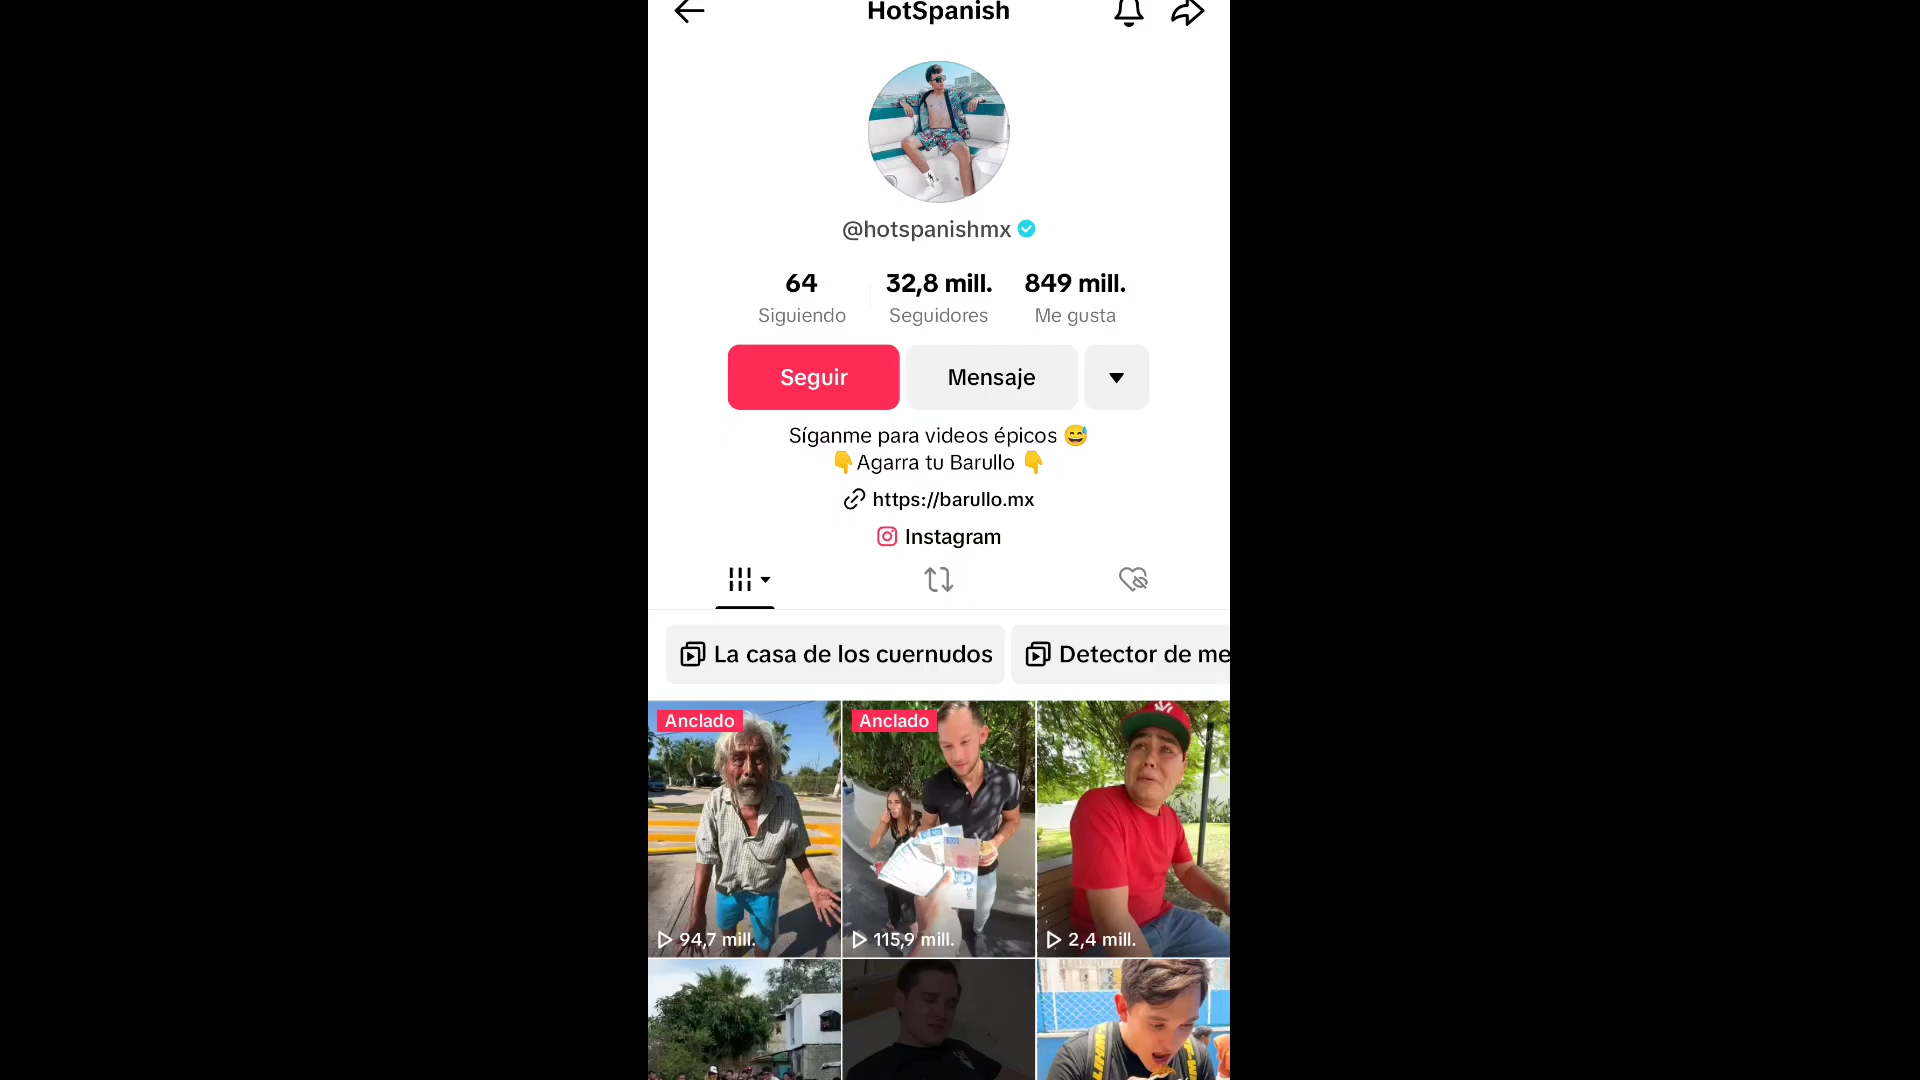 HotSpanish
@hotspanishmx
64
Siguiendo
32,8 mill.
Seguidores
849 mill.
Me gusta
Seguir
Mensaje
Síganme para videos épicos 😅
👇Agarra tu Barullo 👇
https://barullo.mx
Instagram
La casa de los cuernudos
Detector de me
Anclado
94,7 mill.
Anclado
115,9 mill.
2,4 mill.